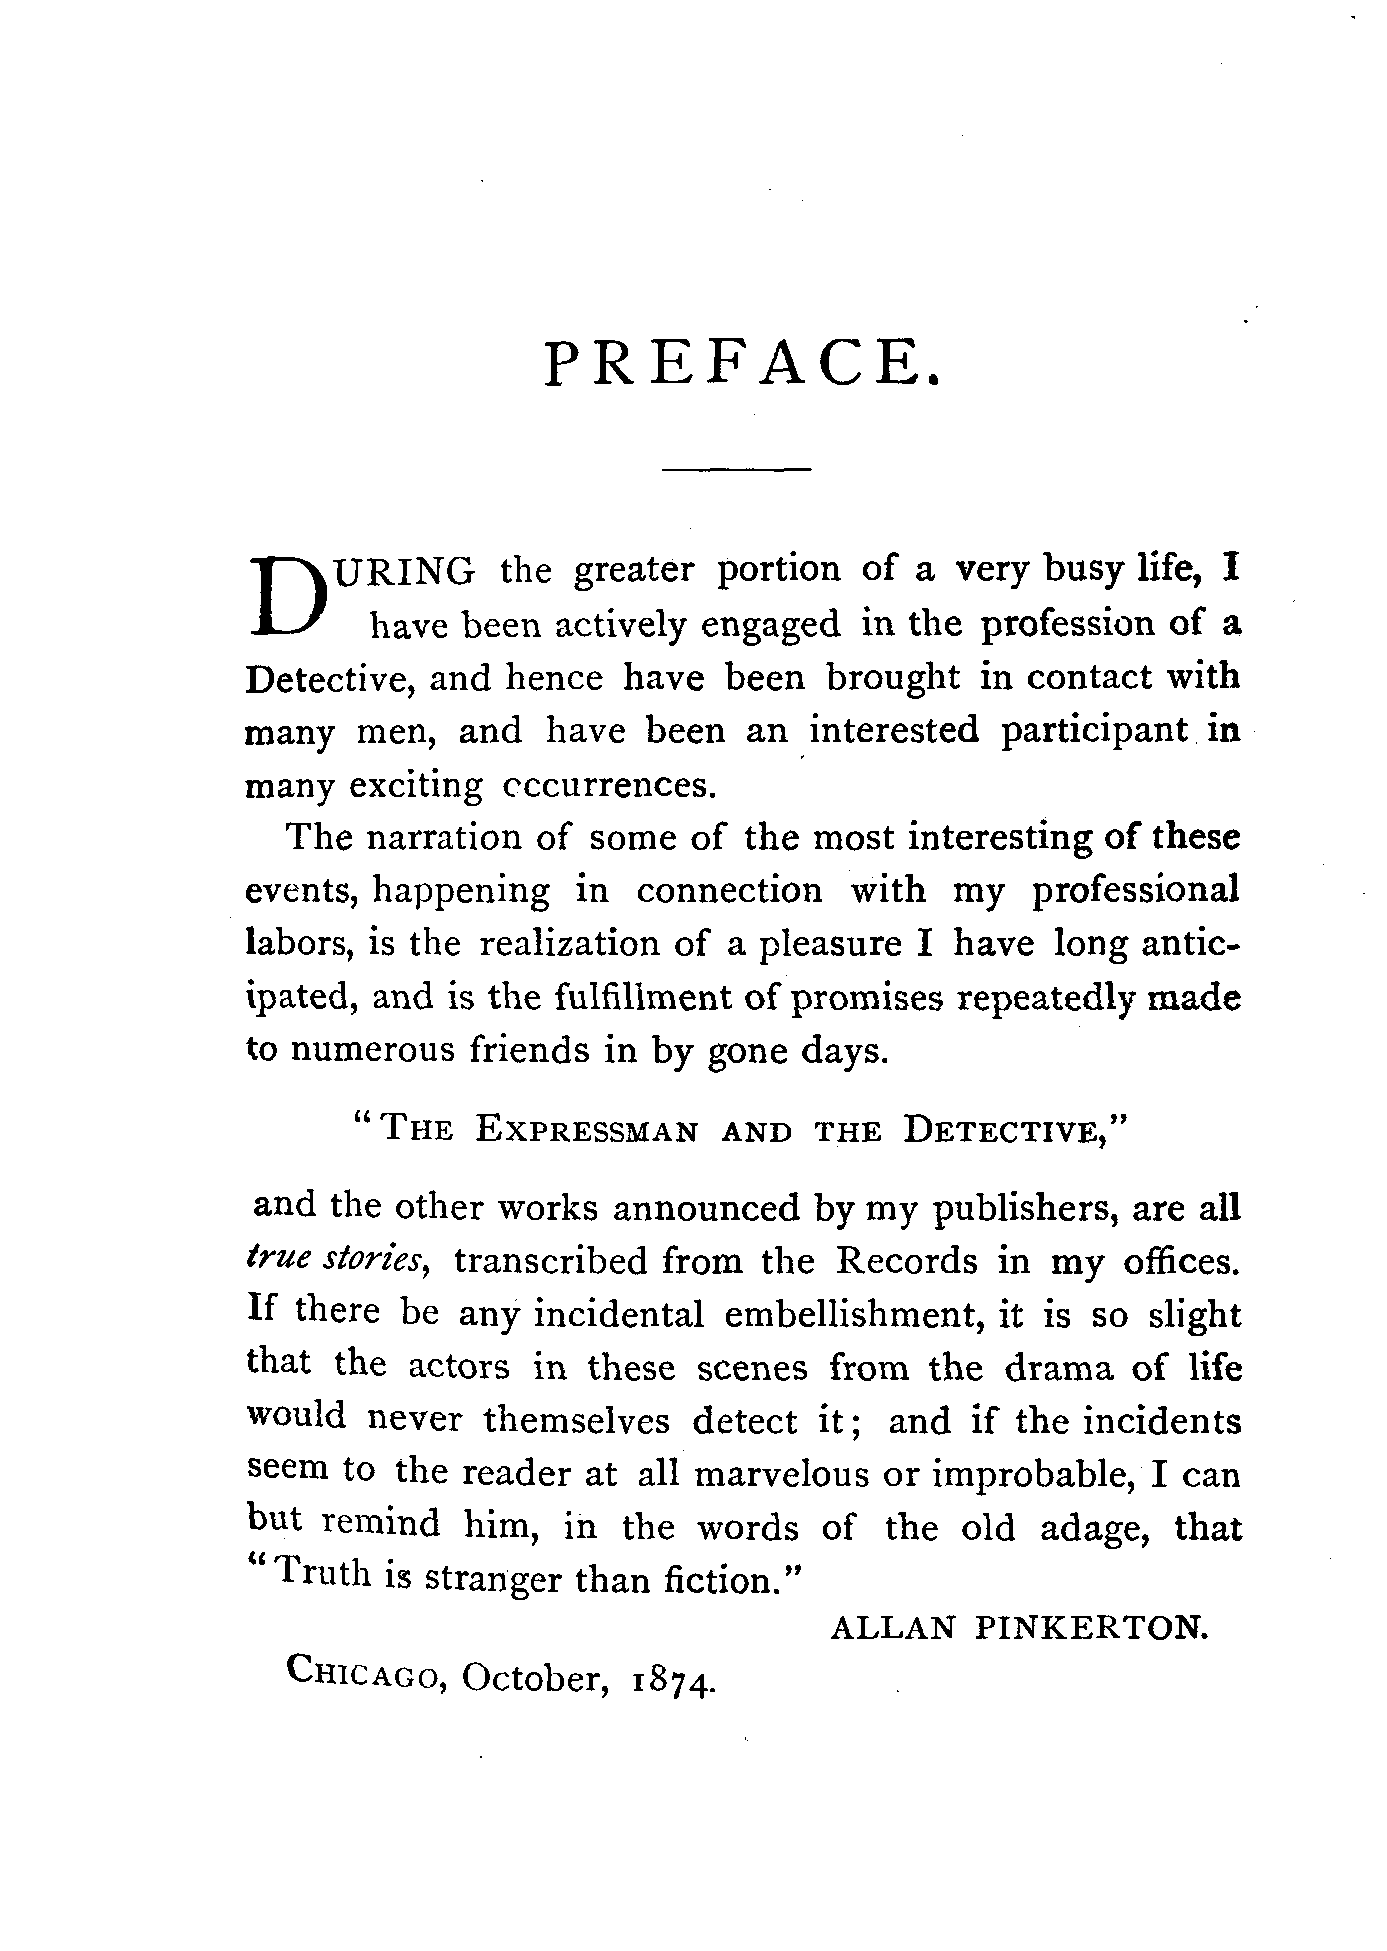 PREFACE.
DURING the greater portion of a very busy life, I
have been actively engaged in the profession of a
Detective, and hence have been brought in contact with
many men, and have been an interested participant in
many exciting occurrences.
The narration of some of the most interesting of these
events, happening in connection with my professional
labors, is the realization of a pleasure I have long antic-
ipated, and is the fulfillment of promises repeatedly made
to numerous friends in by gone days.
"THE EXPRESSMAN AND THE DETECTIVE,"
and the other works announced by my publishers, are all
true stories, transcribed from the Records in my offices.
If there be any incidental embellishment, it is so slight
that the actors in these scenes from the drama of life
would never themselves detect it; and if the incidents
seem to the reader at all marvelous or improbable, I can
but remind him, in the words of the old adage, that
"Truth is stranger than fiction."
ALLAN PINKERTON.
CHICAGO, October, 1874.